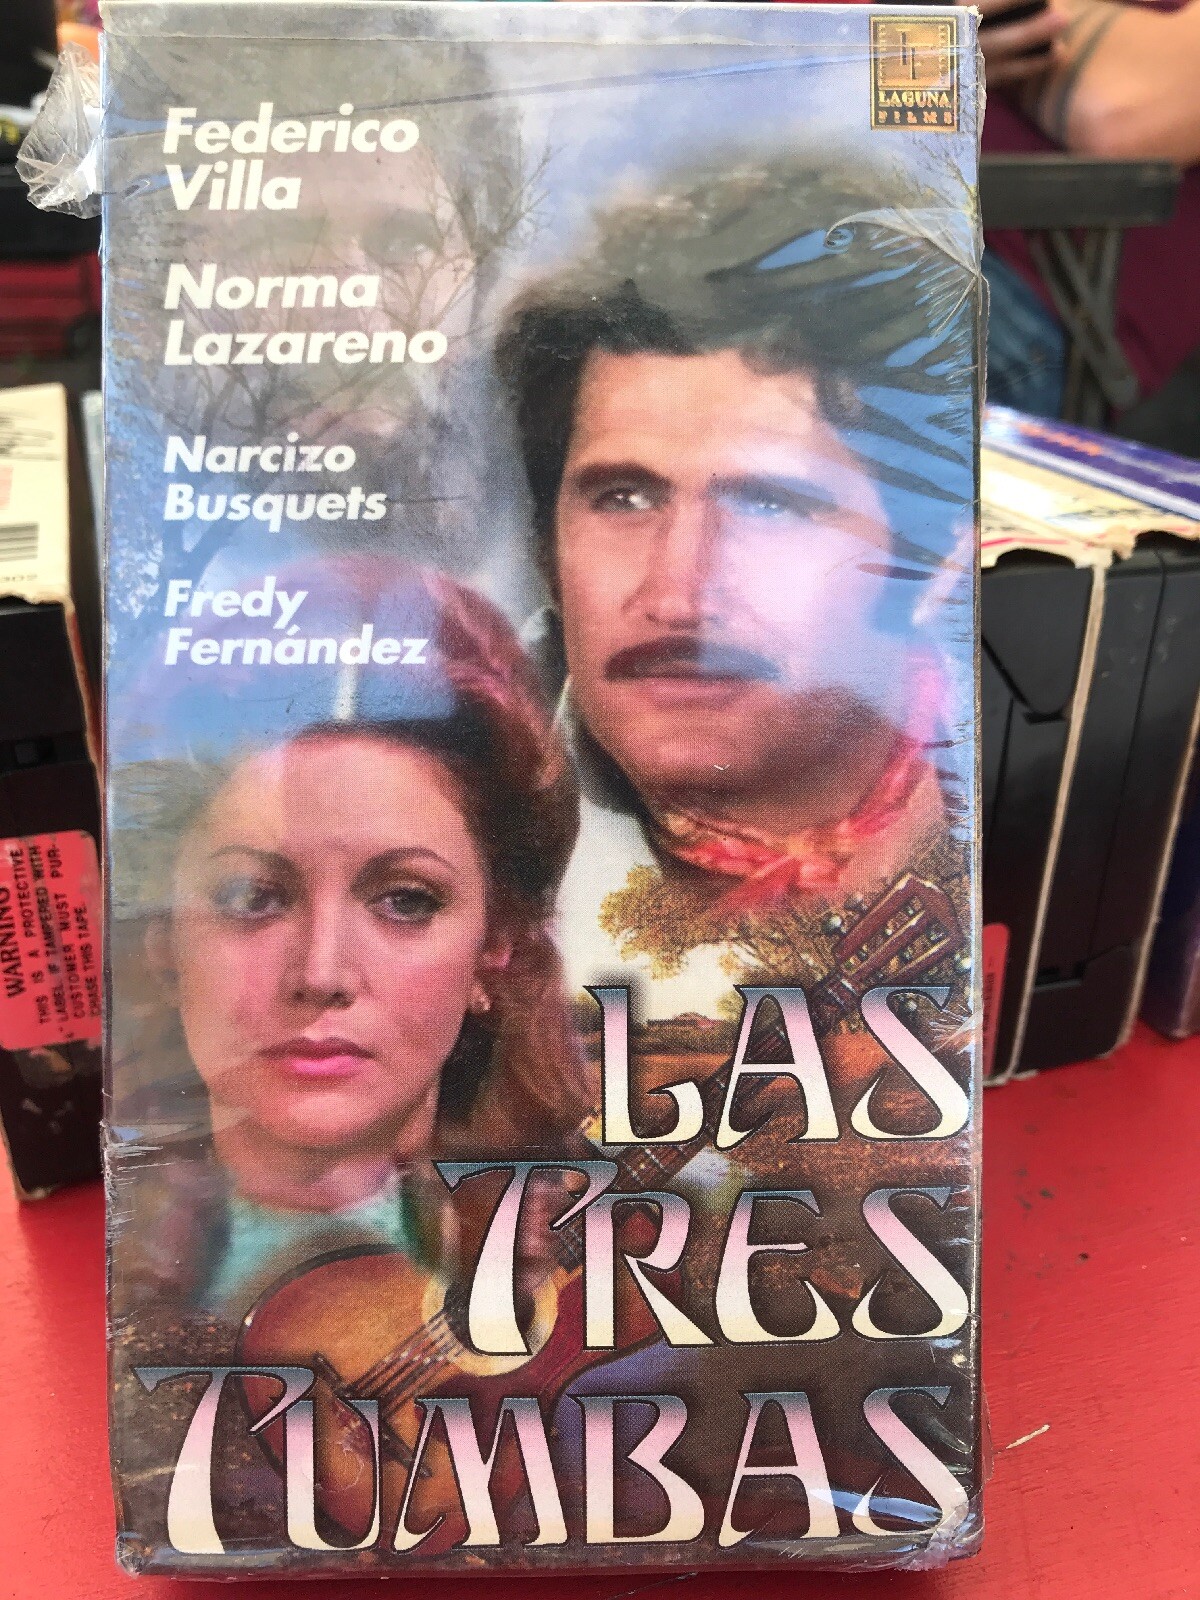 LAGUNA
FILMS
Federico
Villa
Norma
Lazareno
Narcizo
Busquets
Fredy
Fernández
LAS
TRES
TUMBAS
WARNING
THIS IS A PROTECTIVE
LABEL IF TAMPERED WITH
CUSTOMER MUST PUR-
CHASE THIS TAPE.